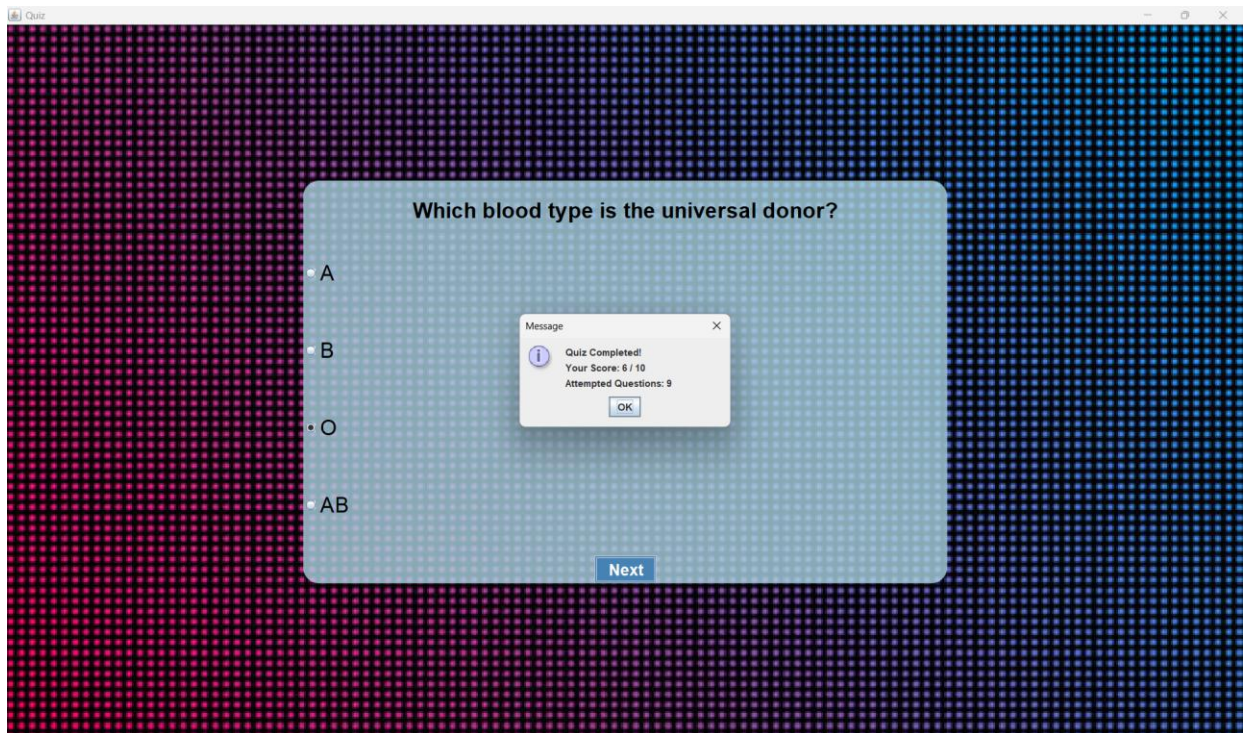 Quiz
Which blood type is the universal donor?
A
B
O
AB
Message
Quiz Completed!
Your Score: 6 / 10
Attempted Questions: 9
OK
Next